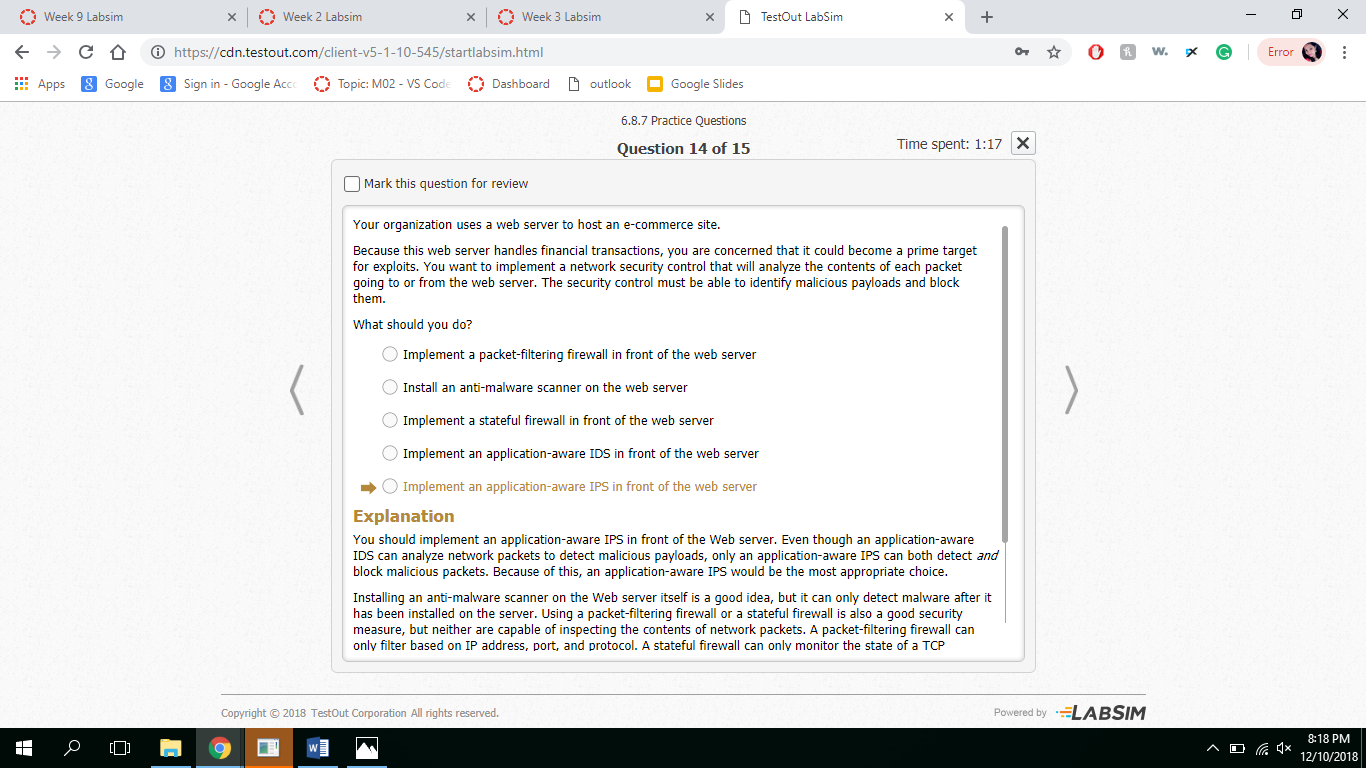 Week 9 Labsim
Week 2 Labsim
Week 3 Labsim
TestOut LabSim
https://cdn.testout.com/client-v5-1-10-545/startlabsim.html
Error
Apps
Google
Sign in - Google Acco
Topic: M02 - VS Code
Dashboard
outlook
Google Slides
6.8.7 Practice Questions
Question 14 of 15
Time spent: 1:17
Mark this question for review
Your organization uses a web server to host an e-commerce site.
Because this web server handles financial transactions, you are concerned that it could become a prime target
for exploits. You want to implement a network security control that will analyze the contents of each packet
going to or from the web server. The security control must be able to identify malicious payloads and block
them.
What should you do?
Implement a packet-filtering firewall in front of the web server
Install an anti-malware scanner on the web server
Implement a stateful firewall in front of the web server
Implement an application-aware IDS in front of the web server
Implement an application-aware IPS in front of the web server
Explanation
You should implement an application-aware IPS in front of the Web server. Even though an application-aware
IDS can analyze network packets to detect malicious payloads, only an application-aware IPS can both detect and
block malicious packets. Because of this, an application-aware IPS would be the most appropriate choice.
Installing an anti-malware scanner on the Web server itself is a good idea, but it can only detect malware after it
has been installed on the server. Using a packet-filtering firewall or a stateful firewall is also a good security
measure, but neither are capable of inspecting the contents of network packets. A packet-filtering firewall can
only filter based on IP address, port, and protocol. A stateful firewall can only monitor the state of a TCP
Copyright © 2018 TestOut Corporation All rights reserved.
Powered by LABSIM
8:18 PM
12/10/2018